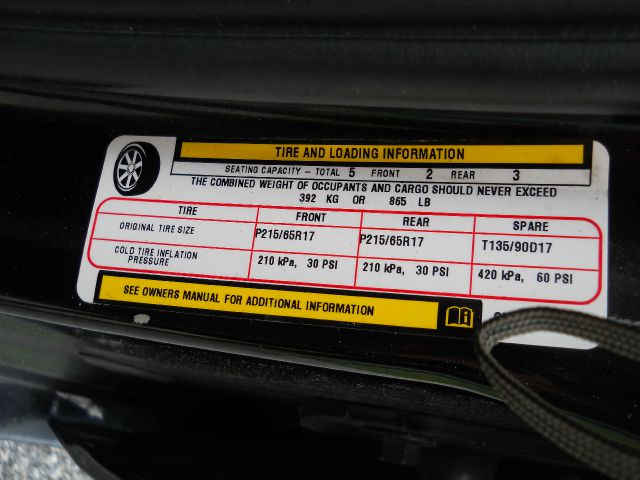 TIRE AND LOADING INFORMATION
SEATING CAPACITY - TOTAL 5 FRONT 2 REAR 3
THE COMBINED WEIGHT OF OCCUPANTS AND CARGO SHOULD NEVER EXCEED
392 KG OR 865 LB
TIRE FRONT REAR SPARE
ORIGINAL TIRE SIZE P215/65R17 P215/65R17 T135/90D17
COLD TIRE INFLATION PRESSURE 210 kPa, 30 PSI 210 kPa, 30 PSI 420 kPa, 60 PSI
SEE OWNERS MANUAL FOR ADDITIONAL INFORMATION